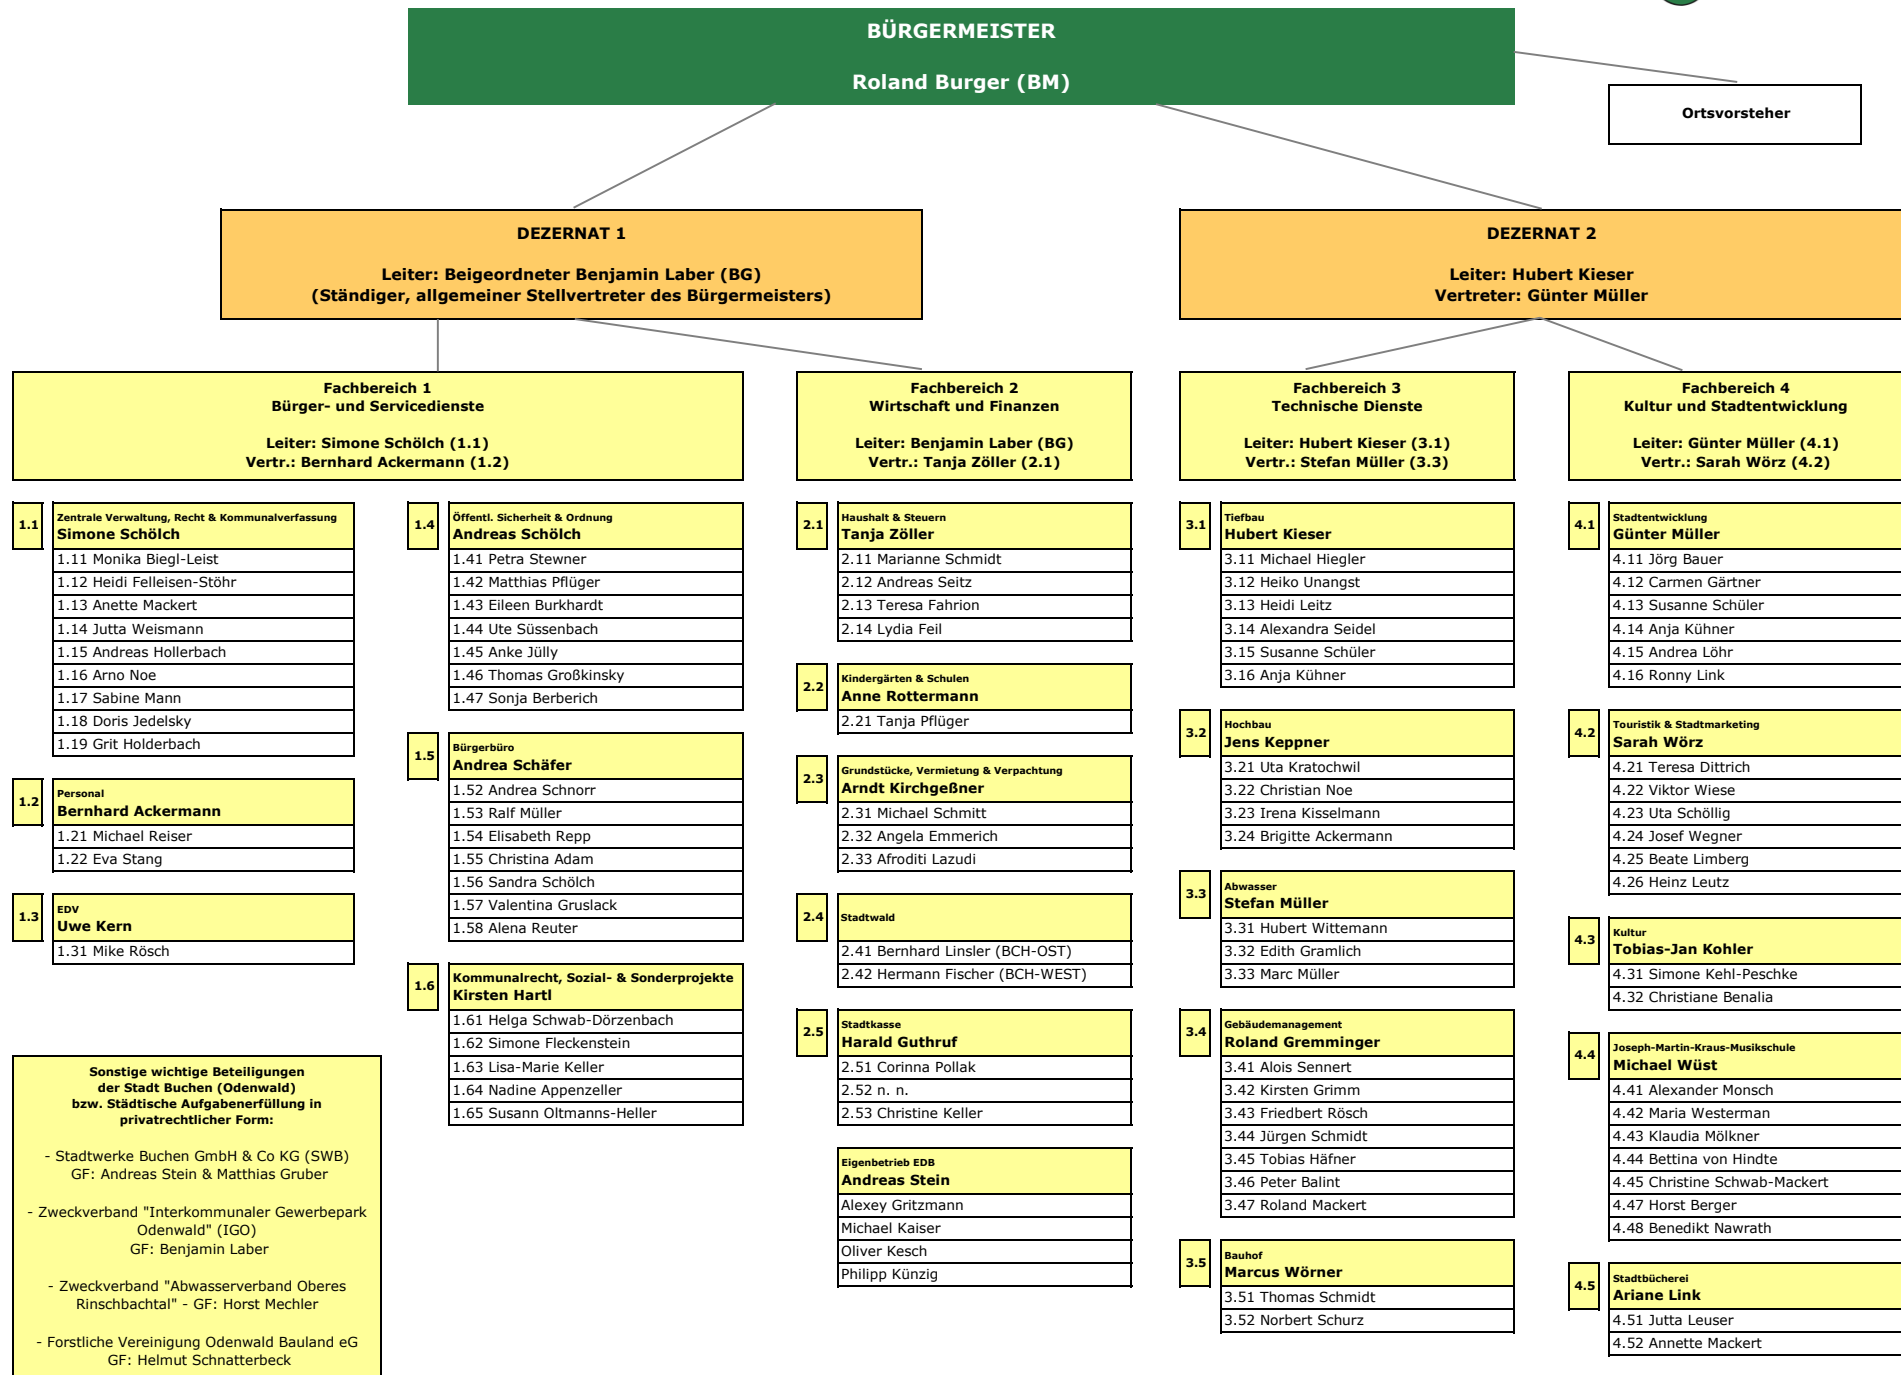 BÜRGERMEISTER
Roland Burger (BM)
Ortsvorsteher
DEZERNAT 1
Leiter: Beigeordneter Benjamin Laber (BG)
(Ständiger, allgemeiner Stellvertreter des Bürgermeisters)
DEZERNAT 2
Leiter: Hubert Kieser
Vertreter: Günter Müller
Fachbereich 1
Bürger- und Servicedienste
Leiter: Simone Schölch (1.1)
Vertr.: Bernhard Ackermann (1.2)
Fachbereich 2
Wirtschaft und Finanzen
Leiter: Benjamin Laber (BG)
Vertr.: Tanja Zöller (2.1)
Fachbereich 3
Technische Dienste
Leiter: Hubert Kieser (3.1)
Vertr.: Stefan Müller (3.3)
Fachbereich 4
Kultur und Stadtentwicklung
Leiter: Günter Müller (4.1)
Vertr.: Sarah Wörz (4.2)
1.1
Zentrale Verwaltung, Recht & Kommunalverfassung
Simone Schölch
1.11 Monika Biegl-Leist
1.12 Heidi Felleisen-Stöhr
1.13 Anette Mackert
1.14 Jutta Weismann
1.15 Andreas Hollerbach
1.16 Arno Noe
1.17 Sabine Mann
1.18 Doris Jedelsky
1.19 Grit Holderbach
1.2
Personal
Bernhard Ackermann
1.21 Michael Reiser
1.22 Eva Stang
1.3
EDV
Uwe Kern
1.31 Mike Rösch
Sonstige wichtige Beteiligungen
der Stadt Buchen (Odenwald)
bzw. Städtische Aufgabenerfüllung in
privatrechtlicher Form:
- Stadtwerke Buchen GmbH & Co KG (SWB)
GF: Andreas Stein & Matthias Gruber
- Zweckverband "Interkommunaler Gewerbepark
Odenwald" (IGO)
GF: Benjamin Laber
- Zweckverband "Abwasserverband Oberes
Rinschbachtal" - GF: Horst Mechler
- Forstliche Vereinigung Odenwald Bauland eG
GF: Helmut Schnatterbeck
1.4
Öffentl. Sicherheit & Ordnung
Andreas Schölch
1.41 Petra Stewner
1.42 Matthias Pflüger
1.43 Eileen Burkhardt
1.44 Ute Süssenbach
1.45 Anke Jülly
1.46 Thomas Großkinsky
1.47 Sonja Berberich
1.5
Bürgerbüro
Andrea Schäfer
1.52 Andrea Schnorr
1.53 Ralf Müller
1.54 Elisabeth Repp
1.55 Christina Adam
1.56 Sandra Schölch
1.57 Valentina Gruslack
1.58 Alena Reuter
1.6
Kommunalrecht, Sozial- & Sonderprojekte
Kirsten Hartl
1.61 Helga Schwab-Dörzenbach
1.62 Simone Fleckenstein
1.63 Lisa-Marie Keller
1.64 Nadine Appenzeller
1.65 Susann Oltmanns-Heller
2.1
Haushalt & Steuern
Tanja Zöller
2.11 Marianne Schmidt
2.12 Andreas Seitz
2.13 Teresa Fahrion
2.14 Lydia Feil
2.2
Kindergärten & Schulen
Anne Rottermann
2.21 Tanja Pflüger
2.3
Grundstücke, Vermietung & Verpachtung
Arndt Kirchgeßner
2.31 Michael Schmitt
2.32 Angela Emmerich
2.33 Afroditi Lazudi
2.4
Stadtwald
2.41 Bernhard Linsler (BCH-OST)
2.42 Hermann Fischer (BCH-WEST)
2.5
Stadtkasse
Harald Guthruf
2.51 Corinna Pollak
2.52 n. n.
2.53 Christine Keller
Eigenbetrieb EDB
Andreas Stein
Alexey Gritzmann
Michael Kaiser
Oliver Kesch
Philipp Künzig
3.1
Tiefbau
Hubert Kieser
3.11 Michael Hiegler
3.12 Heiko Unangst
3.13 Heidi Leitz
3.14 Alexandra Seidel
3.15 Susanne Schüler
3.16 Anja Kühner
3.2
Hochbau
Jens Keppner
3.21 Uta Kratochwil
3.22 Christian Noe
3.23 Irena Kisselmann
3.24 Brigitte Ackermann
3.3
Abwasser
Stefan Müller
3.31 Hubert Wittemann
3.32 Edith Gramlich
3.33 Marc Müller
3.4
Gebäudemanagement
Roland Gremminger
3.41 Alois Sennert
3.42 Kirsten Grimm
3.43 Friedbert Rösch
3.44 Jürgen Schmidt
3.45 Tobias Häfner
3.46 Peter Balint
3.47 Roland Mackert
3.5
Bauhof
Marcus Wörner
3.51 Thomas Schmidt
3.52 Norbert Schurz
4.1
Stadtentwicklung
Günter Müller
4.11 Jörg Bauer
4.12 Carmen Gärtner
4.13 Susanne Schüler
4.14 Anja Kühner
4.15 Andrea Löhr
4.16 Ronny Link
4.2
Touristik & Stadtmarketing
Sarah Wörz
4.21 Teresa Dittrich
4.22 Viktor Wiese
4.23 Uta Schöllig
4.24 Josef Wegner
4.25 Beate Limberg
4.26 Heinz Leutz
4.3
Kultur
Tobias-Jan Kohler
4.31 Simone Kehl-Peschke
4.32 Christiane Benalia
4.4
Joseph-Martin-Kraus-Musikschule
Michael Wüst
4.41 Alexander Monsch
4.42 Maria Westerman
4.43 Klaudia Mölkner
4.44 Bettina von Hindte
4.45 Christine Schwab-Mackert
4.47 Horst Berger
4.48 Benedikt Nawrath
4.5
Stadtbücherei
Ariane Link
4.51 Jutta Leuser
4.52 Annette Mackert